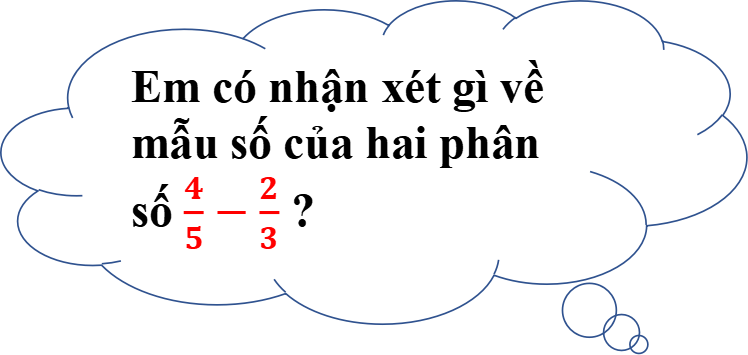 Em có nhận xét gì về
mẫu số của hai phân
số 4/5 − 2/3 ?